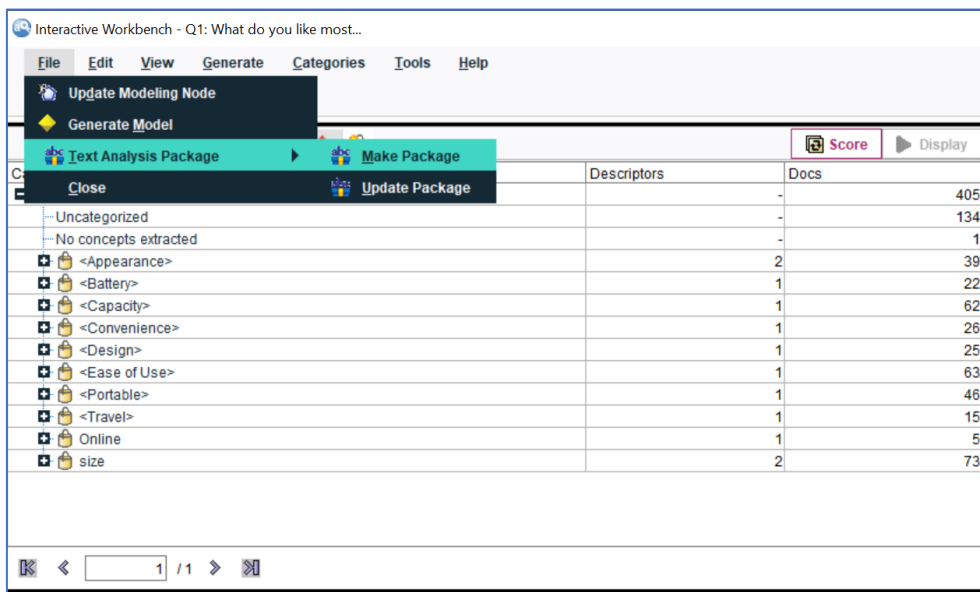 Interactive Workbench - Q1: What do you like most...
File Edit View Generate Categories Tools Help
Update Modeling Node
Generate Model
Text Analysis Package Make Package Score Display
Descriptors Docs
Close Update Package
405
Uncategorized - 134
No concepts extracted - 1
<Appearance> 2 39
<Battery> 1 22
<Capacity> 1 62
<Convenience> 1 26
<Design> 1 25
<Ease of Use> 1 63
<Portable> 1 46
<Travel> 1 15
Online 1 5
size 2 73
1 / 1